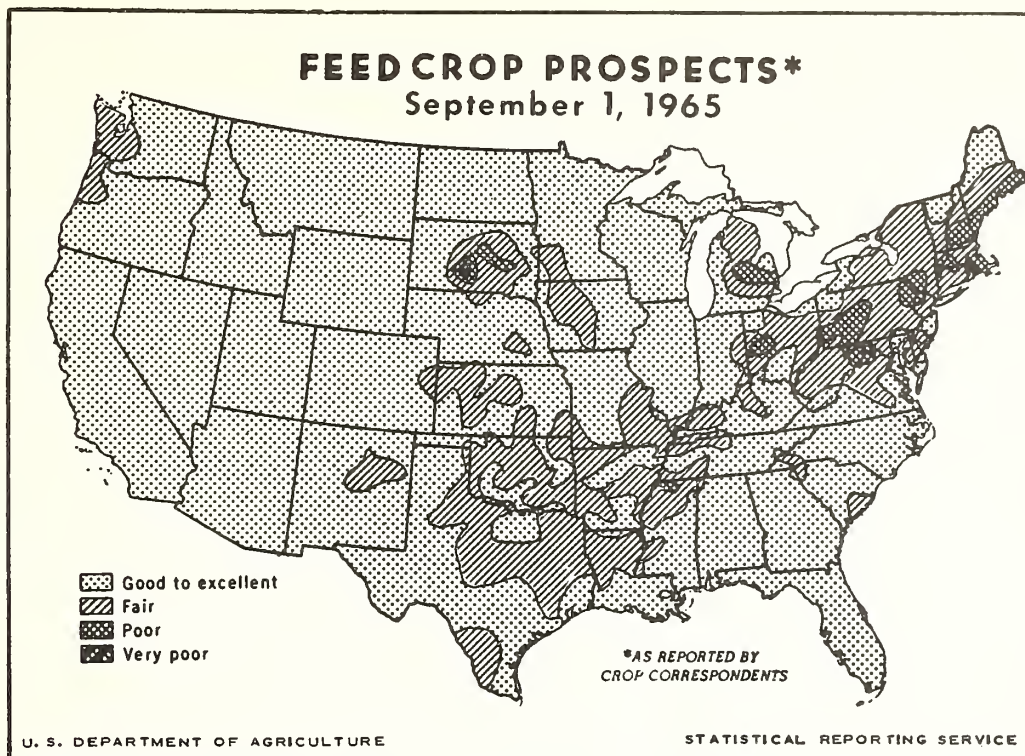 FEED CROP PROSPECTS*
September 1, 1965
Good to excellent
Fair
Poor
Very poor
*AS REPORTED BY
CROP CORRESPONDENTS
U. S. DEPARTMENT OF AGRICULTURE
STATISTICAL REPORTING SERVICE